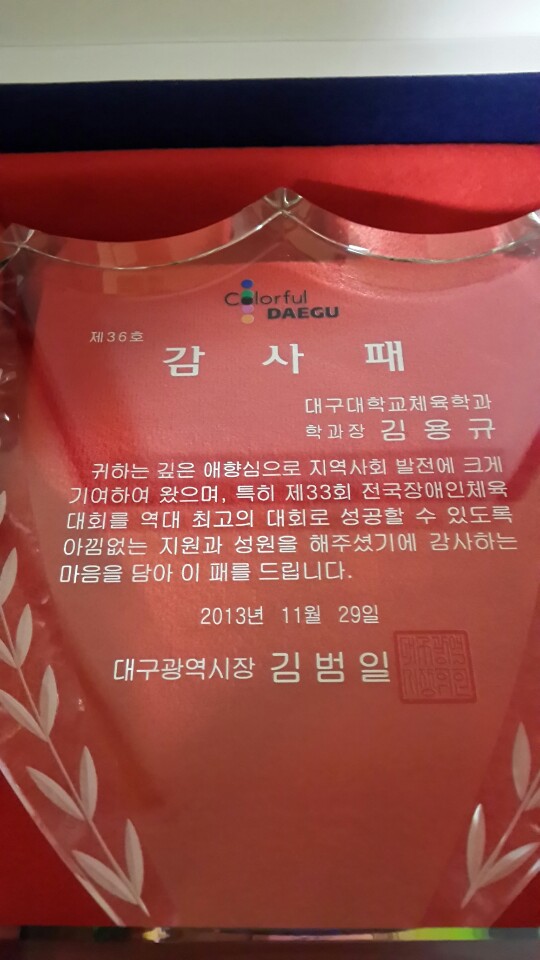 Colorful
DAEGU
제36호
감 사 패
대구대학교체육학과
학과장 김용규
귀하는 깊은 애향심으로 지역사회 발전에 크게
기여하여 왔으며, 특히 제33회 전국장애인체육
대회를 역대 최고의 대회로 성공할 수 있도록
아낌없는 지원과 성원을 해주셨기에 감사하는
마음을 담아 이 패를 드립니다.
2013년 11월 29일
대구광역시장 김범일